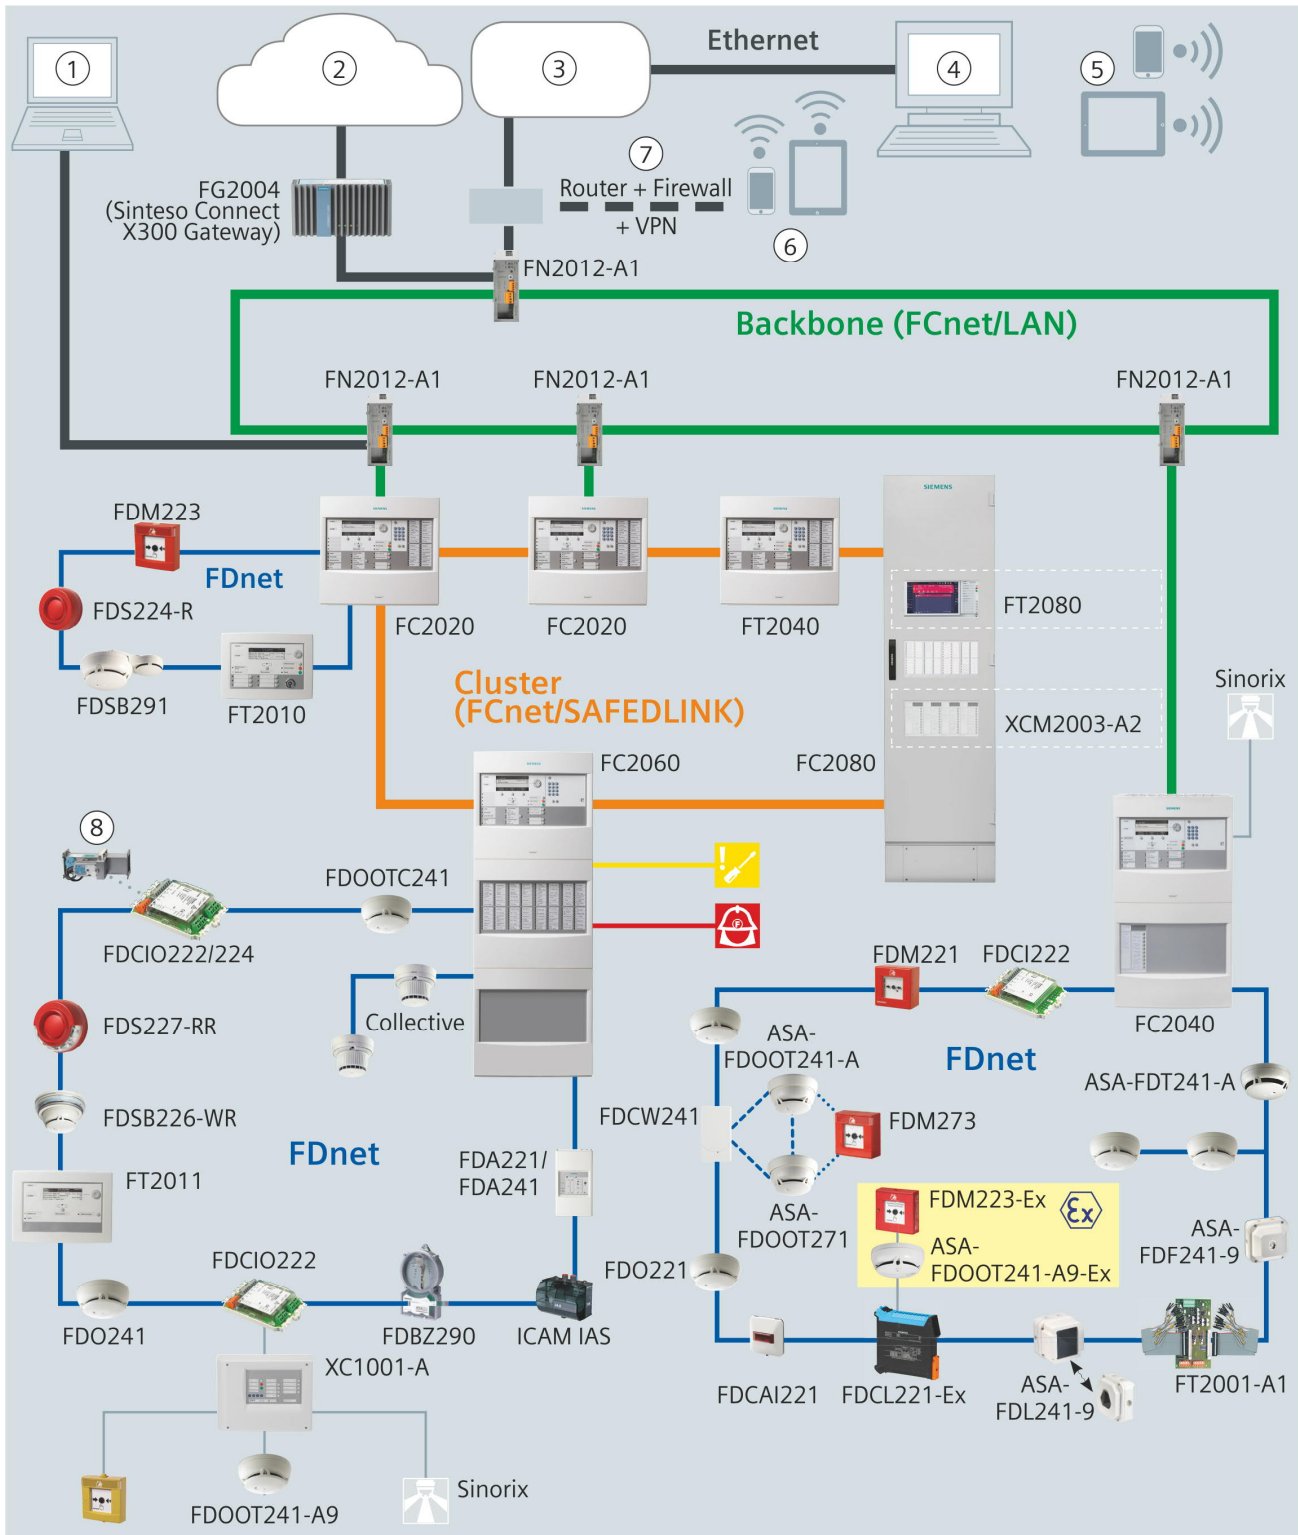 1
2
3
Ethernet
4
5
7
6
FG2004
(Sinteso Connect
X300 Gateway)
Router + Firewall
+ VPN
FN2012-A1
Backbone (FCnet/LAN)
FN2012-A1
FN2012-A1
FN2012-A1
SIEMENS
FDM223
FDnet
FDS224-R
FDSB291
FT2010
FC2020
FC2020
FT2040
FT2080
XCM2003-A2
FC2080
Cluster
(FCnet/SAFEDLINK)
FC2060
Sinorix
8
FDOOTC241
FDCIO222/224
FDS227-RR
Collective
FDSB226-WR
FDnet
FT2011
FDA221/
FDA241
FDCIO222
FDO241
FDBZ290
ICAM IAS
XC1001-A
FDOOT241-A9
Sinorix
F
FDM221
FDCI222
FC2040
ASA-
FDOOT241-A
FDnet
ASA-FDT241-A
FDCW241
FDM273
ASA-
FDOOT271
FDM223-Ex
Ex
ASA-
FDOOT241-A9-Ex
ASA-
FDF241-9
FDO221
FDCAI221
FDCL221-Ex
ASA-
FDL241-9
FT2001-A1